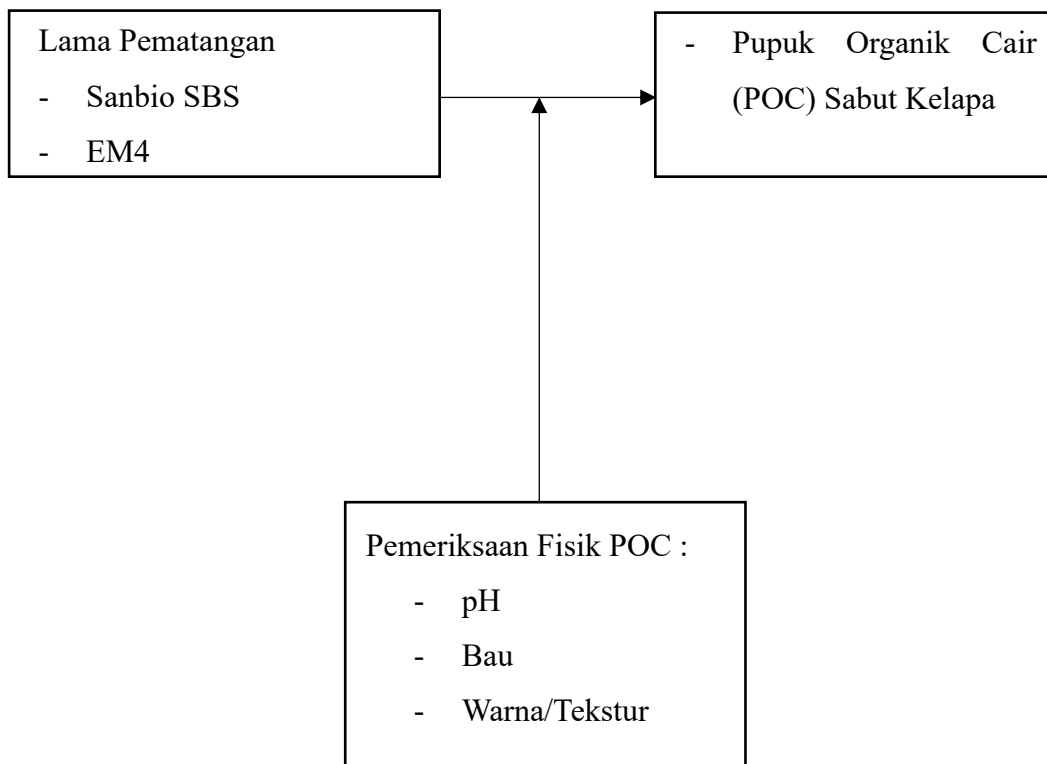 Lama Pematangan
- Sanbio SBS
- EM4
- Pupuk Organik Cair
(POC) Sabut Kelapa
Pemeriksaan Fisik POC :
- pH
- Bau
- Warna/Tekstur